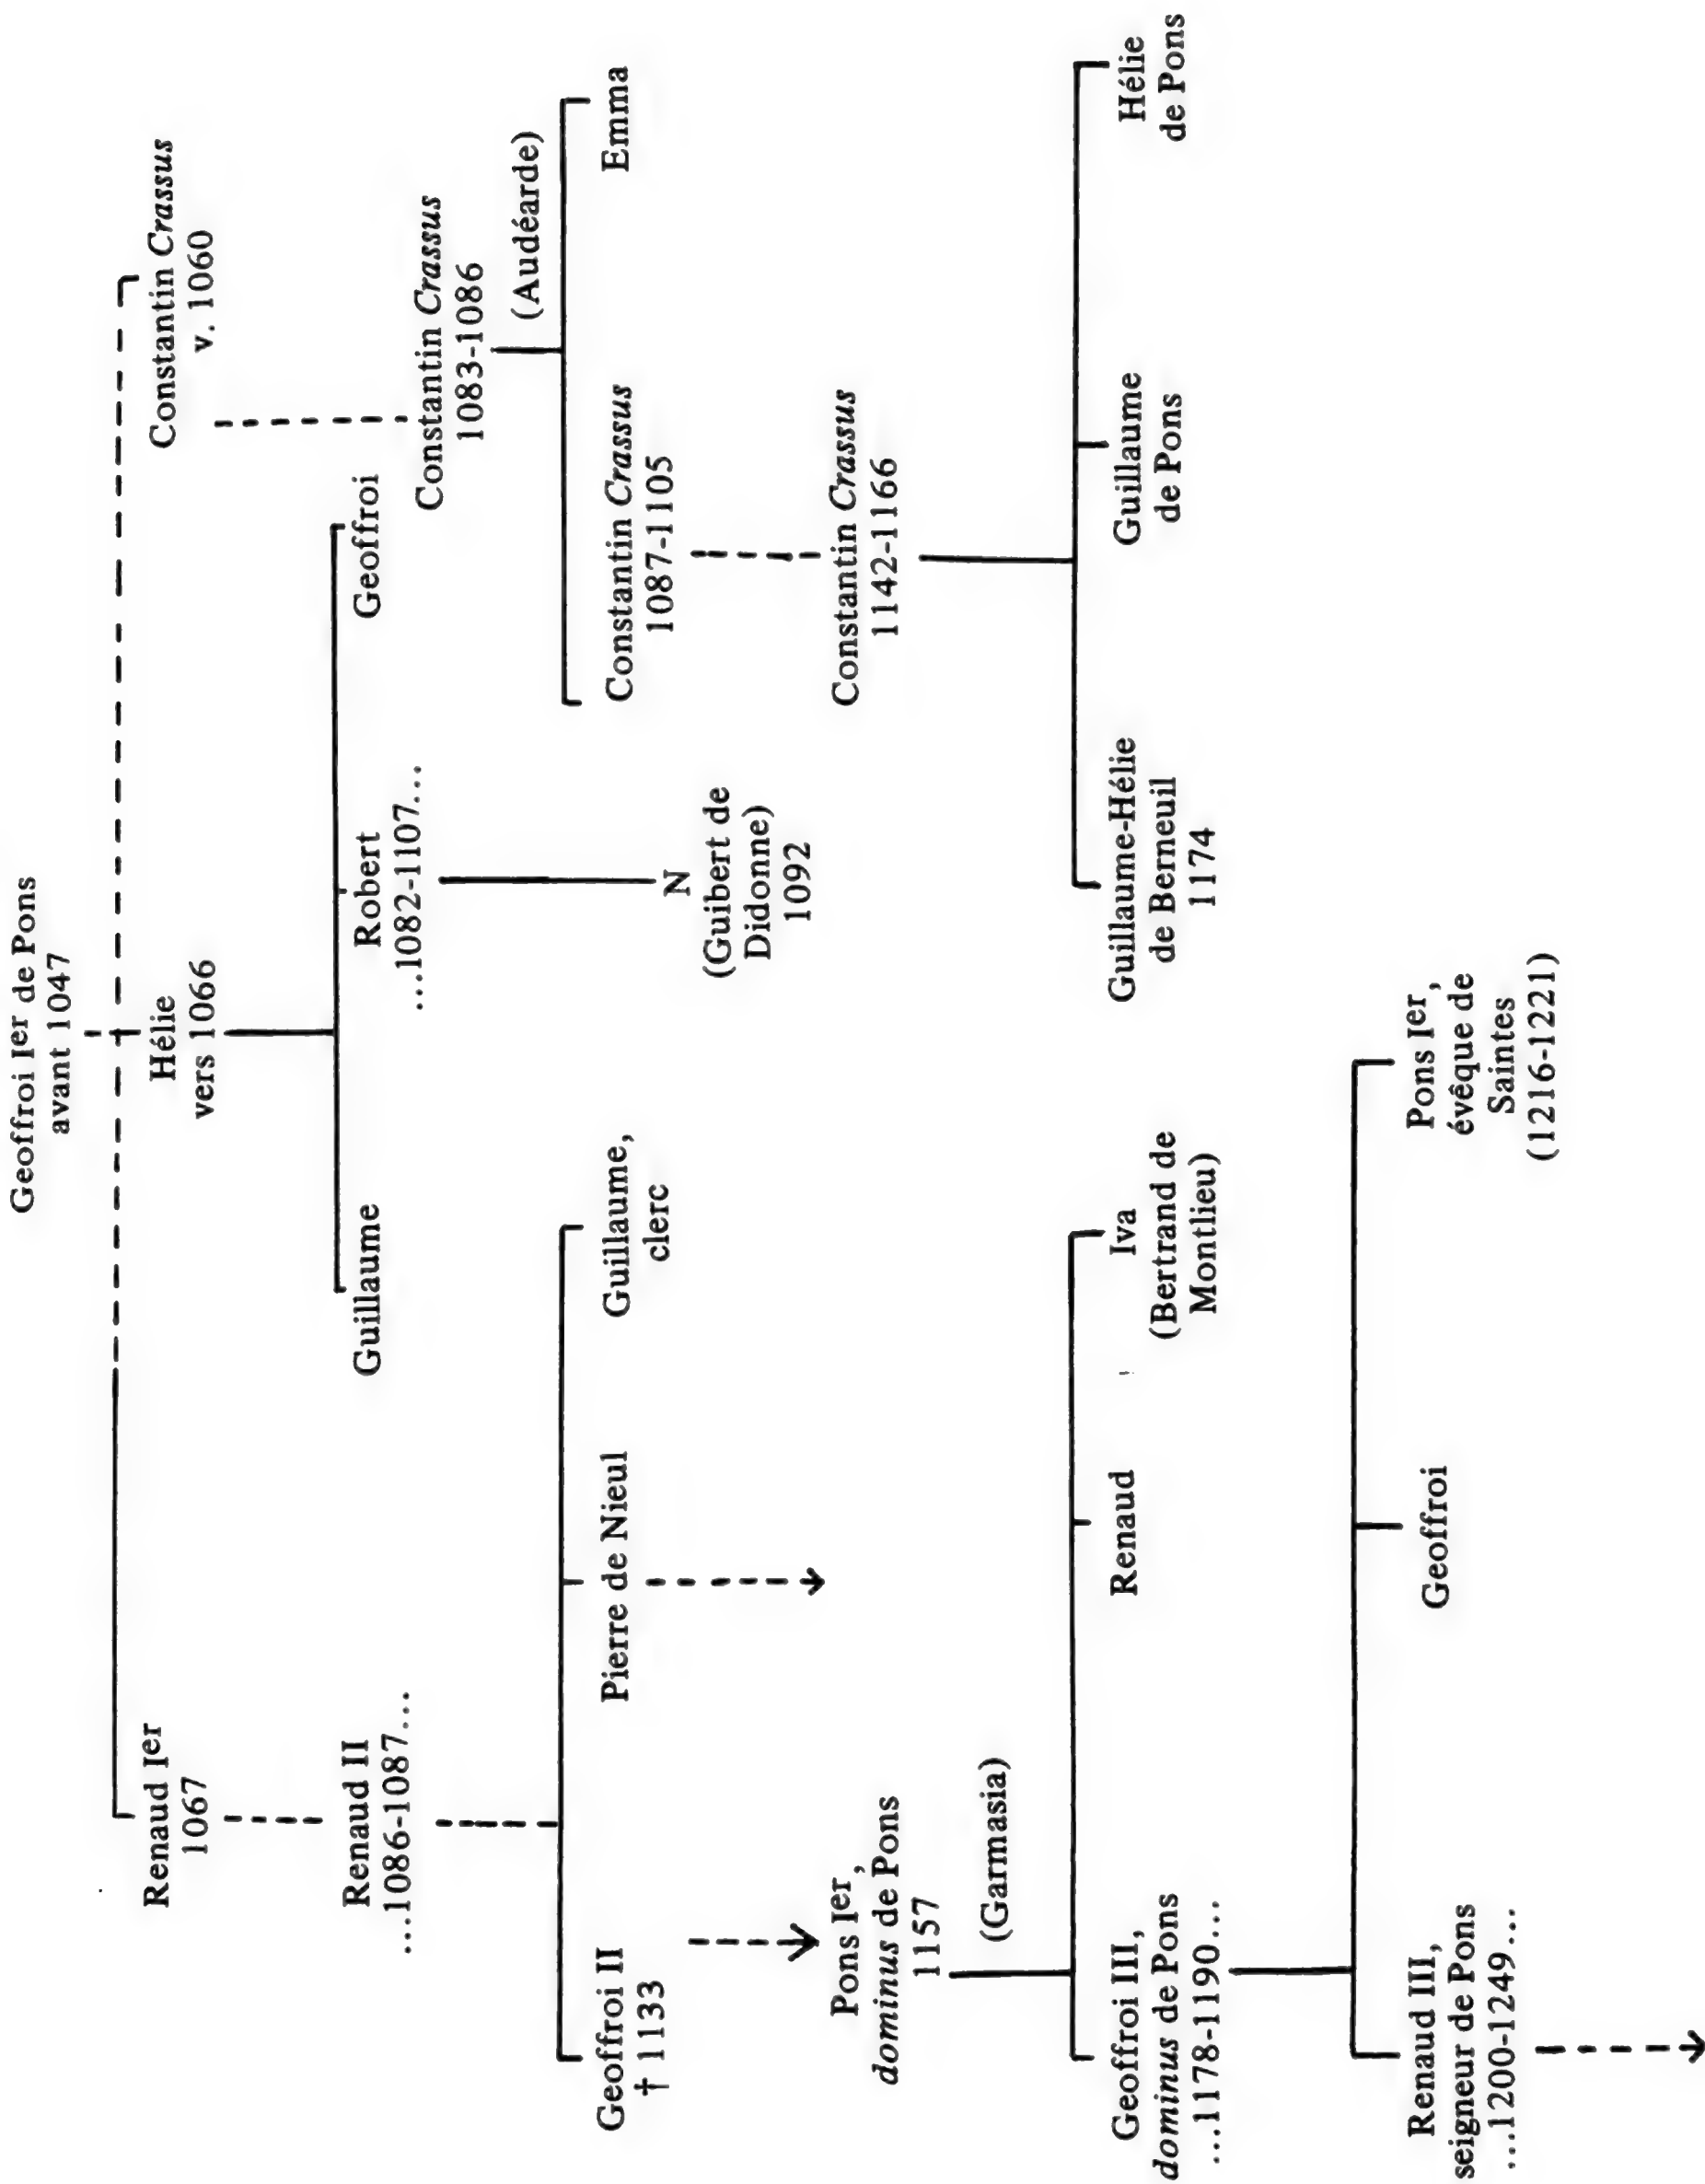 Geoffroi Ier de Pons
avant 1047
Renaud Ier
1067
Hélie
vers 1066
Constantin Crassus
v. 1060
Renaud II
...1086-1087...
Guillaume
Robert
...1082-1107...
Geoffroi
Constantin Crassus
1083-1086
(Audéarde)
Geoffroi II
† 1133
Pierre de Nieul
Guillaume,
clerc
N
(Guibert de
Didonne)
1092
Constantin Crassus
1087-1105
Emma
Pons Ier,
dominus de Pons
1157
(Garmasia)
Constantin Crassus
1142-1166
Geoffroi III,
dominus de Pons
...1178-1190...
Renaud
Iva
(Bertrand de
Montlieu)
Guillaume-Hélie
de Berneuil
1174
Guillaume
de Pons
Hélie
de Pons
Renaud III,
seigneur de Pons
...1200-1249...
Geoffroi
Pons Ier,
évêque de
Saintes
(1216-1221)